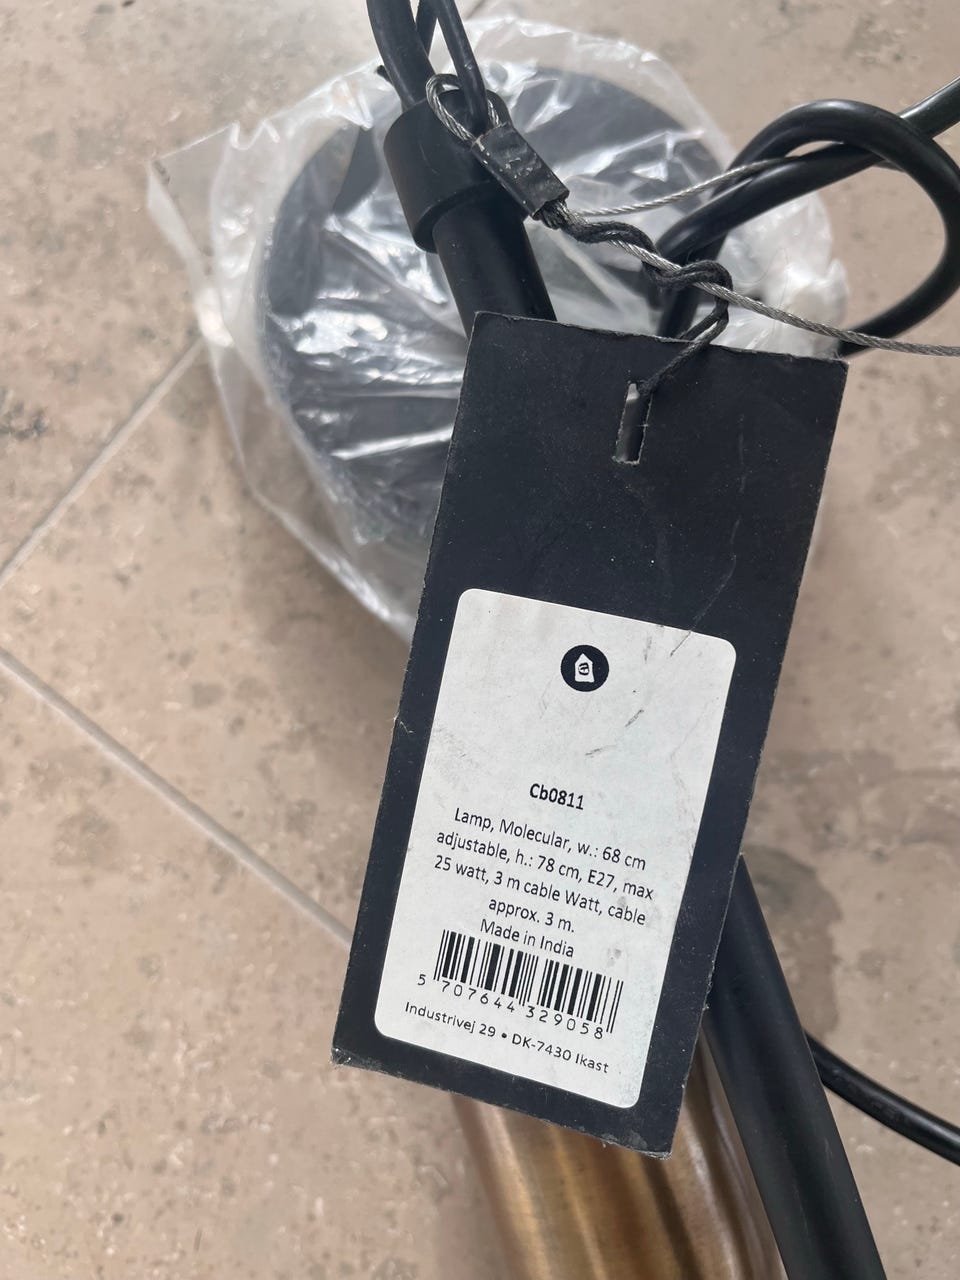 Cb0811
Lamp, Molecular, w.: 68 cm
adjustable, h.: 78 cm, E27, max
25 watt, 3 m cable Watt, cable
approx. 3 m.
Made in India
5 707644 329058
Industrivej 29 • DK-7430 Ikast